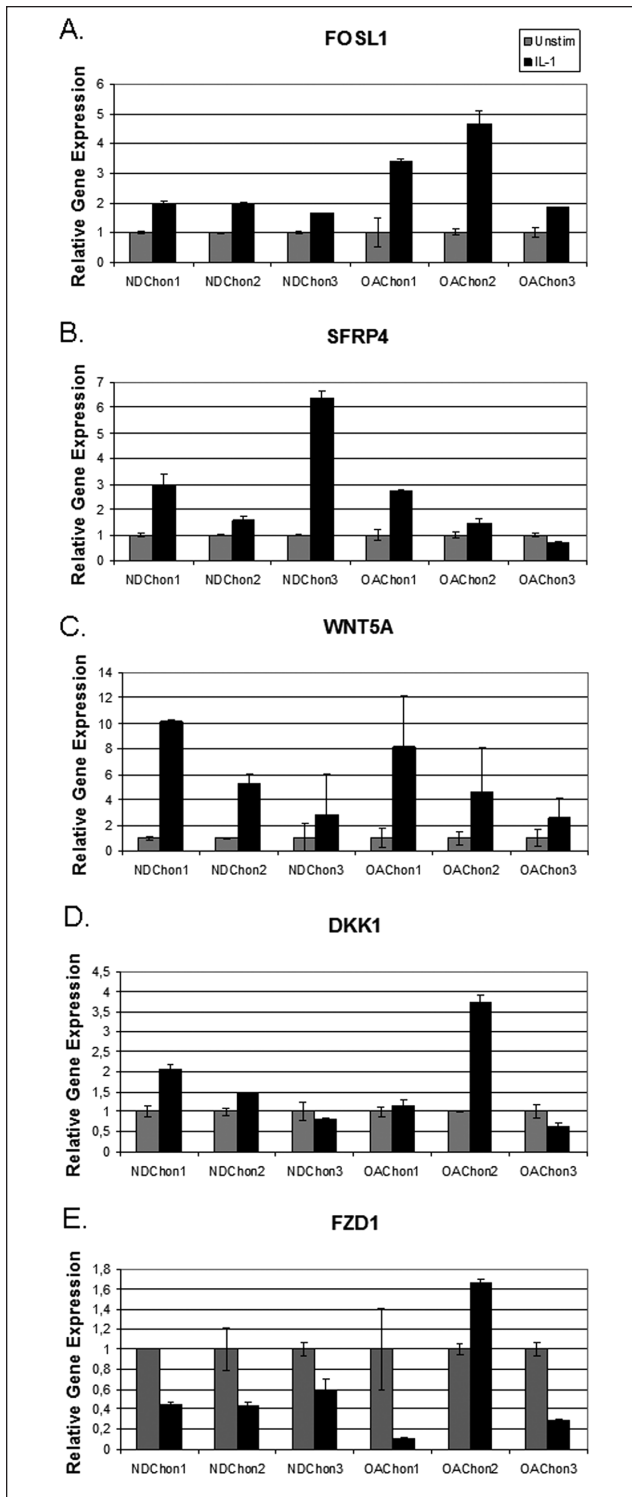 A.
FOSL1
Unstim
IL-1
Relative Gene Expression
6
5
4
3
2
1
0
NDChon1 NDChon2 NDChon3 OAChon1 OAChon2 OAChon3
B.
SFRP4
Relative Gene Expression
7
6
5
4
3
2
1
0
NDChon1 NDChon2 NDChon3 OAChon1 OAChon2 OAChon3
C.
WNT5A
Relative Gene Expression
14
12
10
8
6
4
2
0
NDChon1 NDChon2 NDChon3 OAChon1 OAChon2 OAChon3
D.
DKK1
Relative Gene Expression
4,5
4
3,5
3
2,5
2
1,5
1
0,5
0
NDChon1 NDChon2 NDChon3 OAChon1 OAChon2 OAChon3
E.
FZD1
Relative Gene Expression
1,8
1,6
1,4
1,2
1
0,8
0,6
0,4
0,2
0
NDChon1 NDChon2 NDChon3 OAChon1 OAChon2 OAChon3